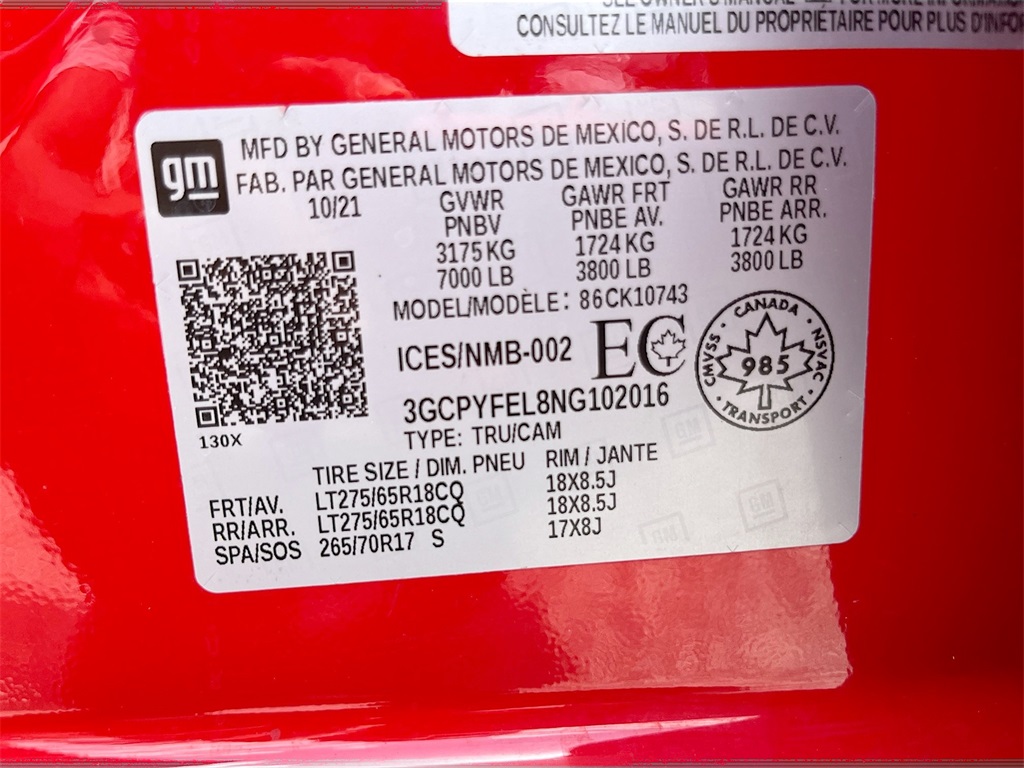 CONSULTEZ LE MANUEL DU PROPRIÉTAIRE POUR PLUS D'INFO
gm
MFD BY GENERAL MOTORS DE MEXICO, S. DE R.L. DE C.V.
FAB. PAR GENERAL MOTORS DE MEXICO, S. DE R.L. DE C.V.
10/21 GVWR GAWR FRT GAWR RR
PNBV PNBE AV. PNBE ARR.
3175 KG 1724 KG 1724 KG
7000 LB 3800 LB 3800 LB
MODEL/MODÈLE: 86CK10743
ICES/NMB-002 EC
CANADA
CMVSS 985 NSVAC
TRANSPORT
3GCPYFEL8NG102016
130X
TYPE: TRU/CAM
TIRE SIZE / DIM. PNEU RIM / JANTE
FRT/AV. LT275/65R18CQ 18X8.5J
RR/ARR. LT275/65R18CQ 18X8.5J
SPA/SOS 265/70R17 S 17X8J
GM
GM
GM